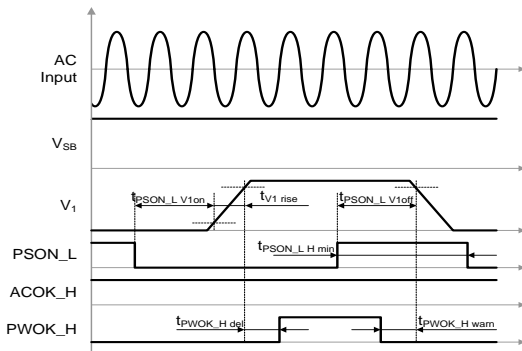 AC
Input
VSB
V1
tPSON_L V1on
tV1 rise
tPSON_L V1off
PSON_L
tPSON_L H min
ACOK_H
PWOK_H
tPWOK_H del
tPWOK_H warn